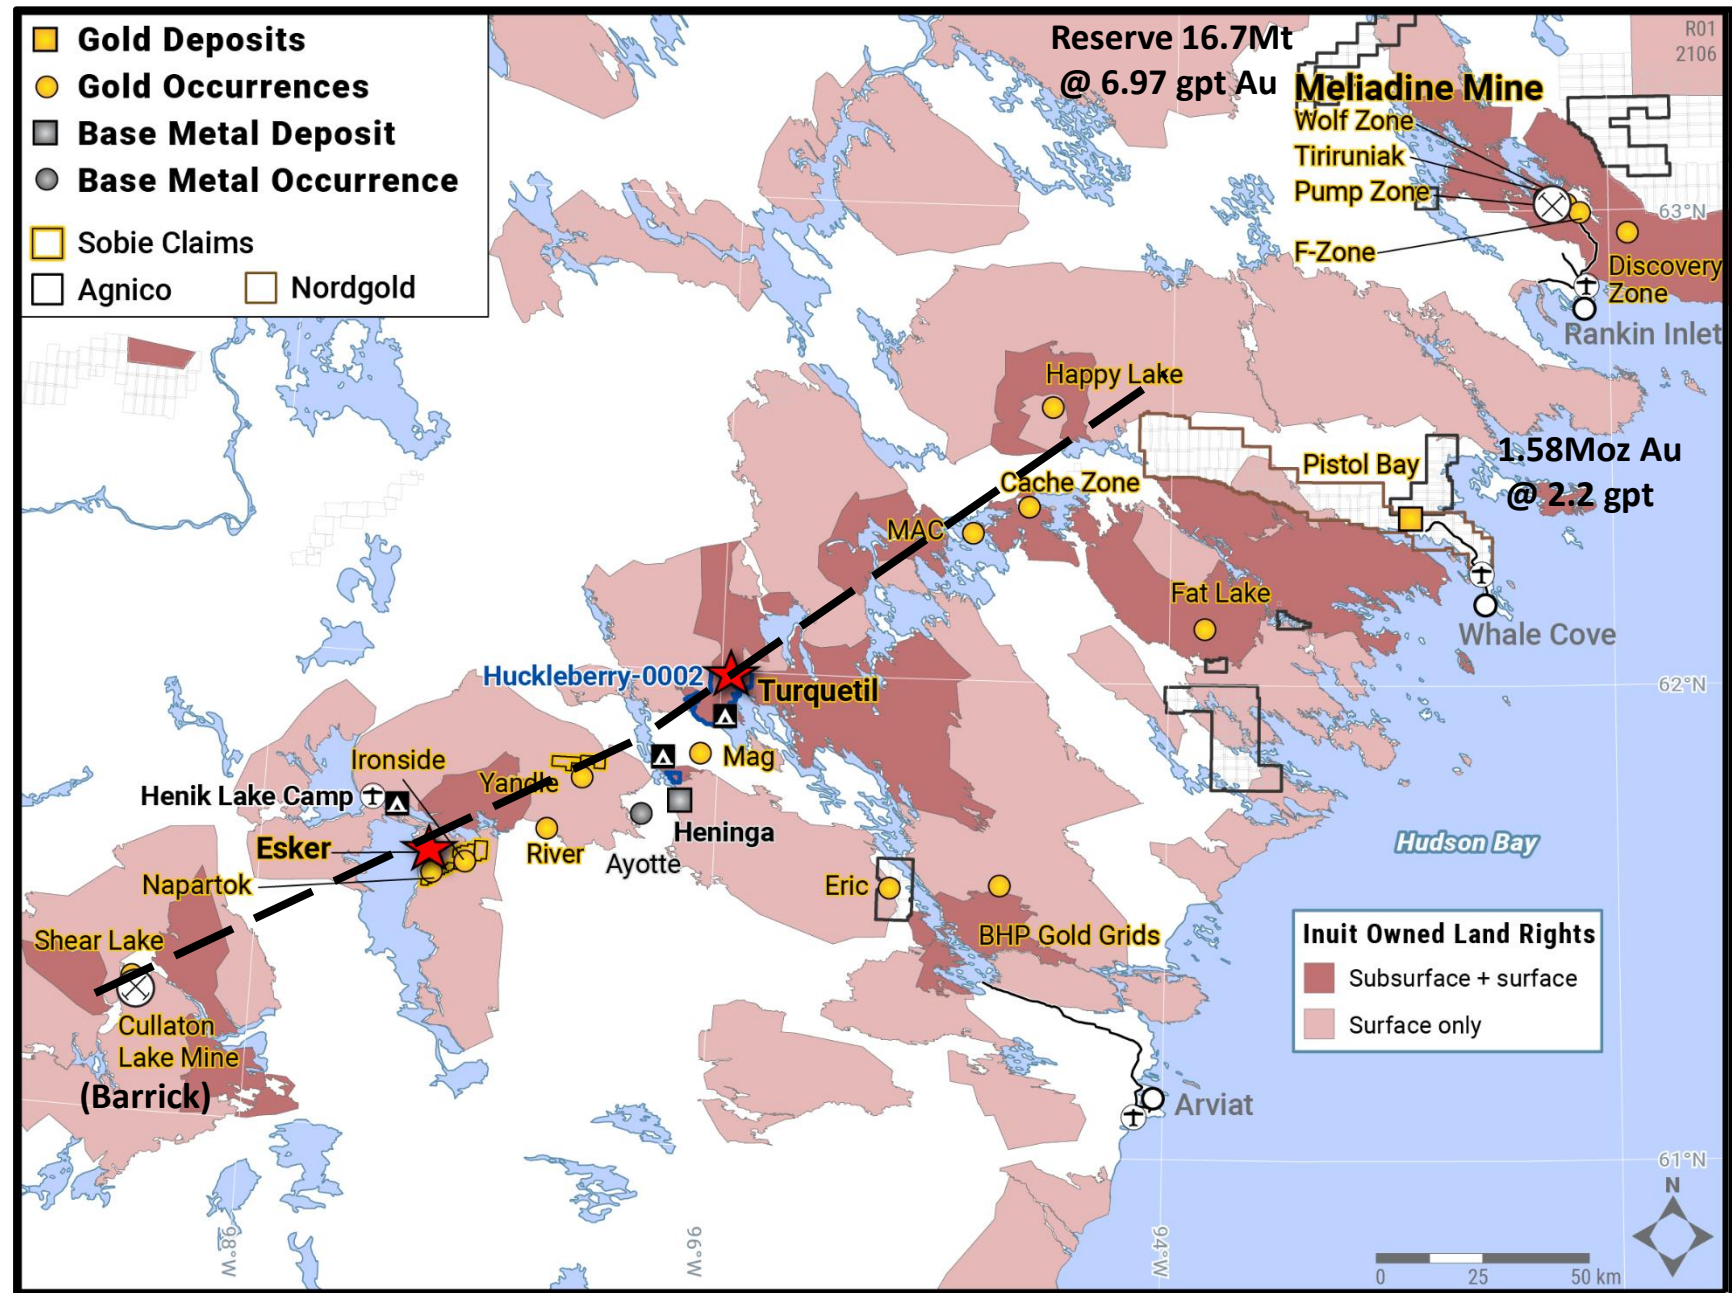 Gold Deposits
Gold Occurrences
Base Metal Deposit
Base Metal Occurrence
Sobie Claims
Agnico
Nordgold
R01
2106
Reserve 16.7Mt
@ 6.97 gpt Au
Meliadine Mine
Wolf Zone
Tiriruniak
Pump Zone
F-Zone
63°N
Discovery
Zone
Rankin Inlet
Happy Lake
Cache Zone
MAC
Pistol Bay
1.58Moz Au
@ 2.2 gpt
Fat Lake
Whale Cove
62°N
Huckleberry-0002
Turquetil
Mag
Ironside
Yandle
Henik Lake Camp
Esker
Napartok
River
Ayotte
Heninga
Eric
BHP Gold Grids
Hudson Bay
Shear Lake
Cullaton
Lake Mine
(Barrick)
Inuit Owned Land Rights
Subsurface + surface
Surface only
Arviat
61°N
98°W
96°W
94°W
N
0 25 50 km